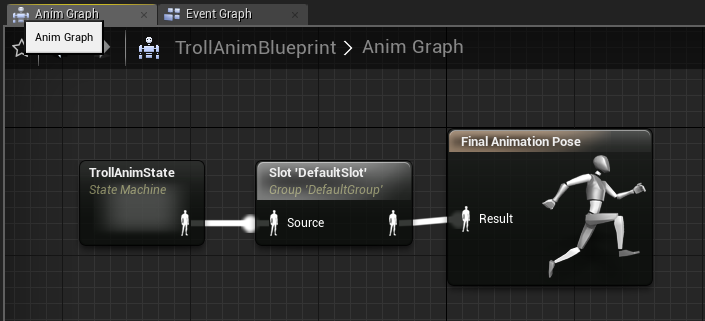 Anim Graph
Event Graph
Anim Graph
TrollAnimBlueprint > Anim Graph
TrollAnimState
State Machine
Slot 'DefaultSlot'
Group 'DefaultGroup'
Source
Final Animation Pose
Result